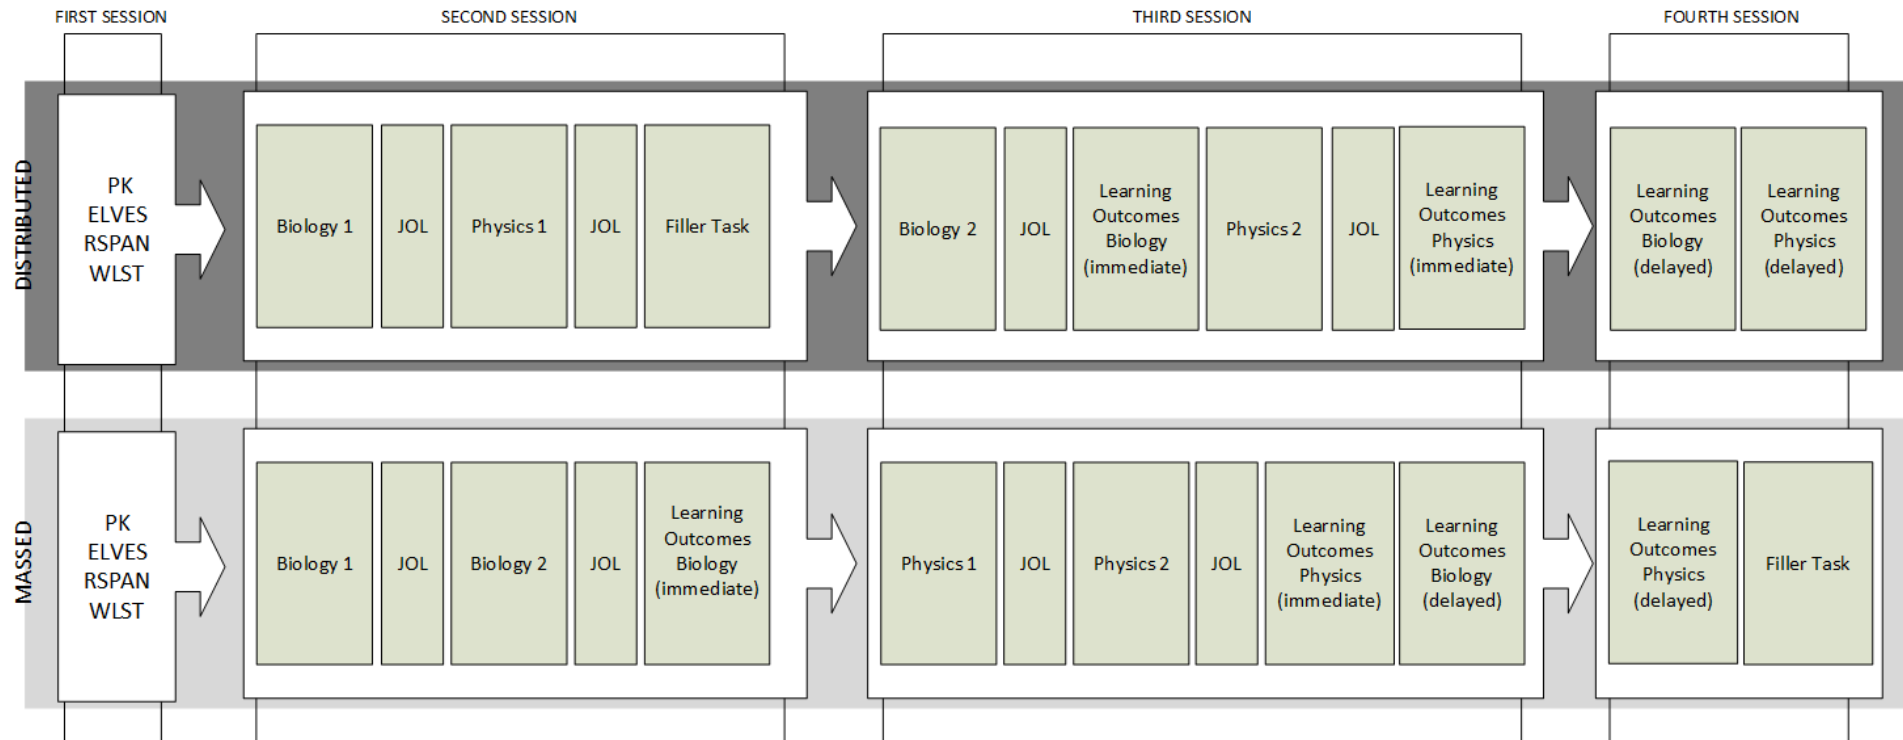 FIRST SESSION
SECOND SESSION
THIRD SESSION
FOURTH SESSION
DISTRIBUTED
PK
ELVES
RSPAN
WLST
Biology 1
JOL
Physics 1
JOL
Filler Task
Biology 2
JOL
Learning
Outcomes
Biology
(immediate)
Physics 2
JOL
Learning
Outcomes
Physics
(immediate)
Learning
Outcomes
Biology
(delayed)
Learning
Outcomes
Physics
(delayed)
MASSED
PK
ELVES
RSPAN
WLST
Biology 1
JOL
Biology 2
JOL
Learning
Outcomes
Biology
(immediate)
Physics 1
JOL
Physics 2
JOL
Learning
Outcomes
Physics
(immediate)
Learning
Outcomes
Biology
(delayed)
Learning
Outcomes
Physics
(delayed)
Filler Task